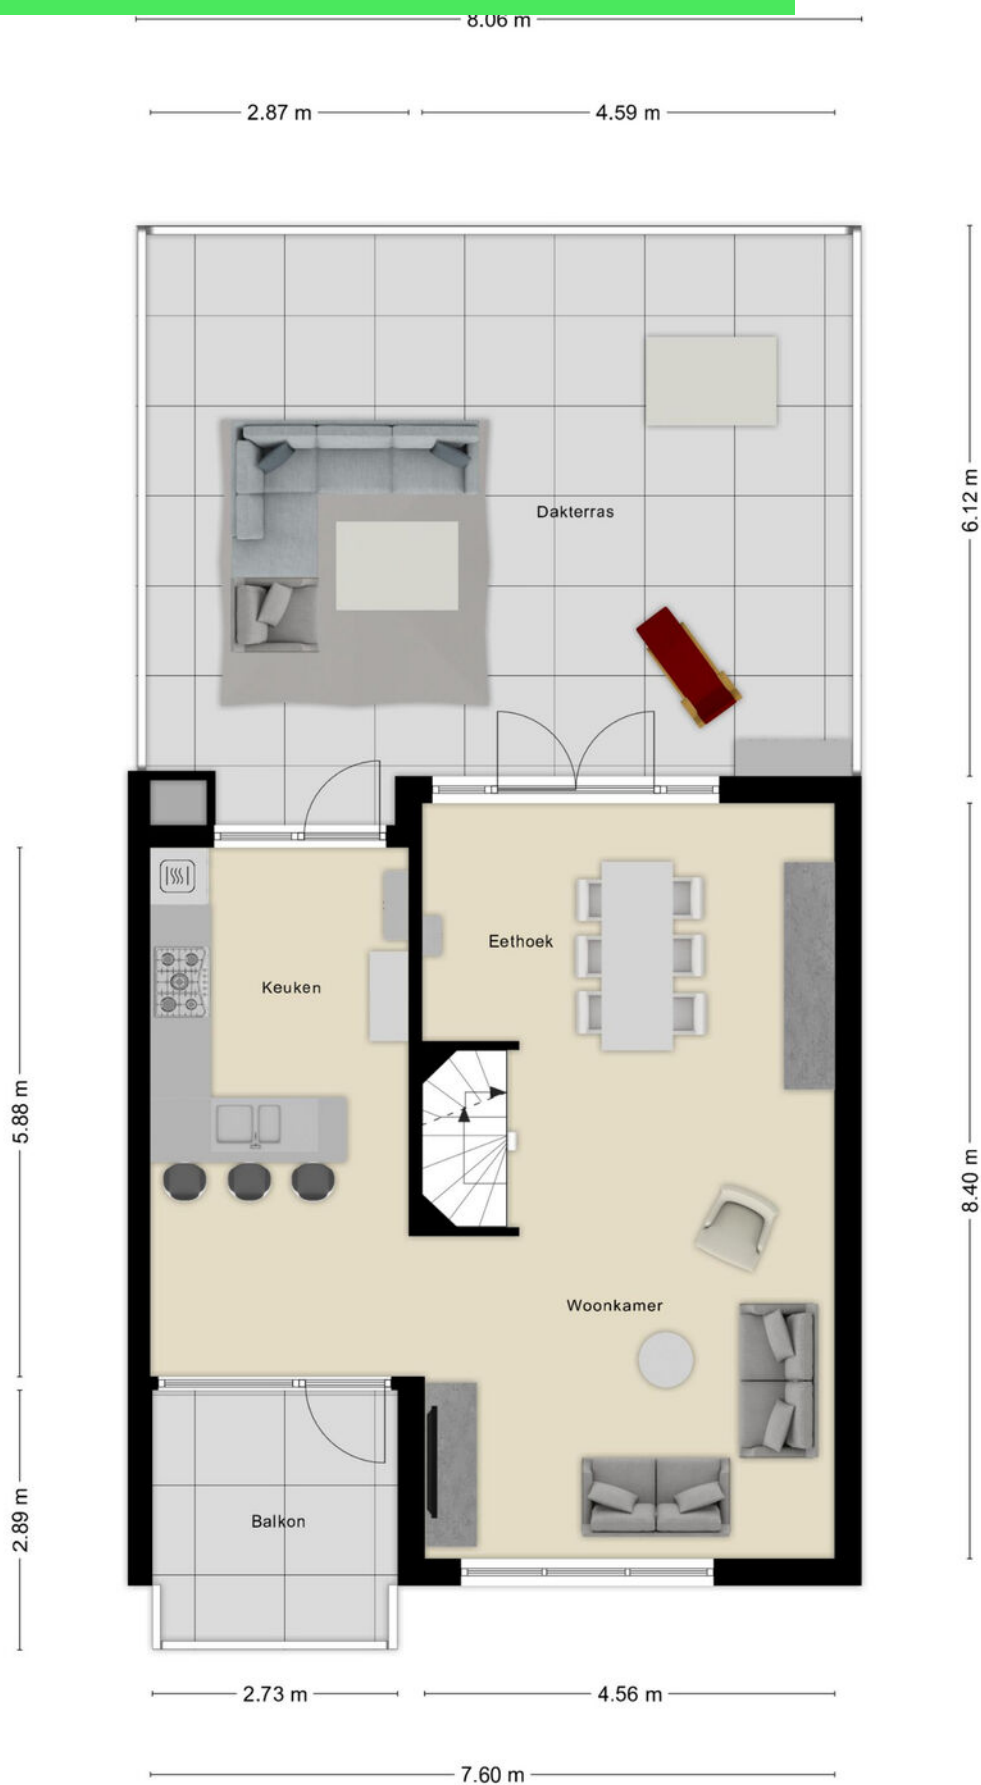 8.06 m
2.87 m
4.59 m
6.12 m
Dakterras
Eethoek
Keuken
5.88 m
8.40 m
Woonkamer
2.89 m
Balkon
2.73 m
4.56 m
7.60 m